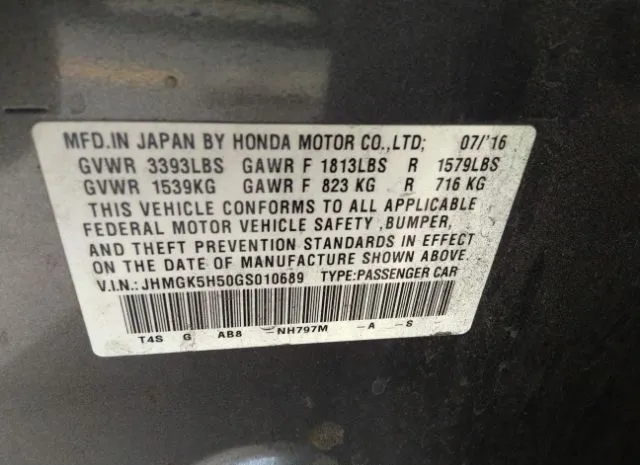 MFD.IN JAPAN BY HONDA MOTOR CO.,LTD; 07/'16
GVWR 3393LBS GAWR F 1813LBS R 1579LBS
GVWR 1539KG GAWR F 823 KG R 716 KG
THIS VEHICLE CONFORMS TO ALL APPLICABLE
FEDERAL MOTOR VEHICLE SAFETY ,BUMPER,
AND THEFT PREVENTION STANDARDS IN EFFECT
ON THE DATE OF MANUFACTURE SHOWN ABOVE.
V.I.N.:JHMGK5H50GS010689 TYPE:PASSENGER CAR
T4S G AB8 -NH797M -A -S -